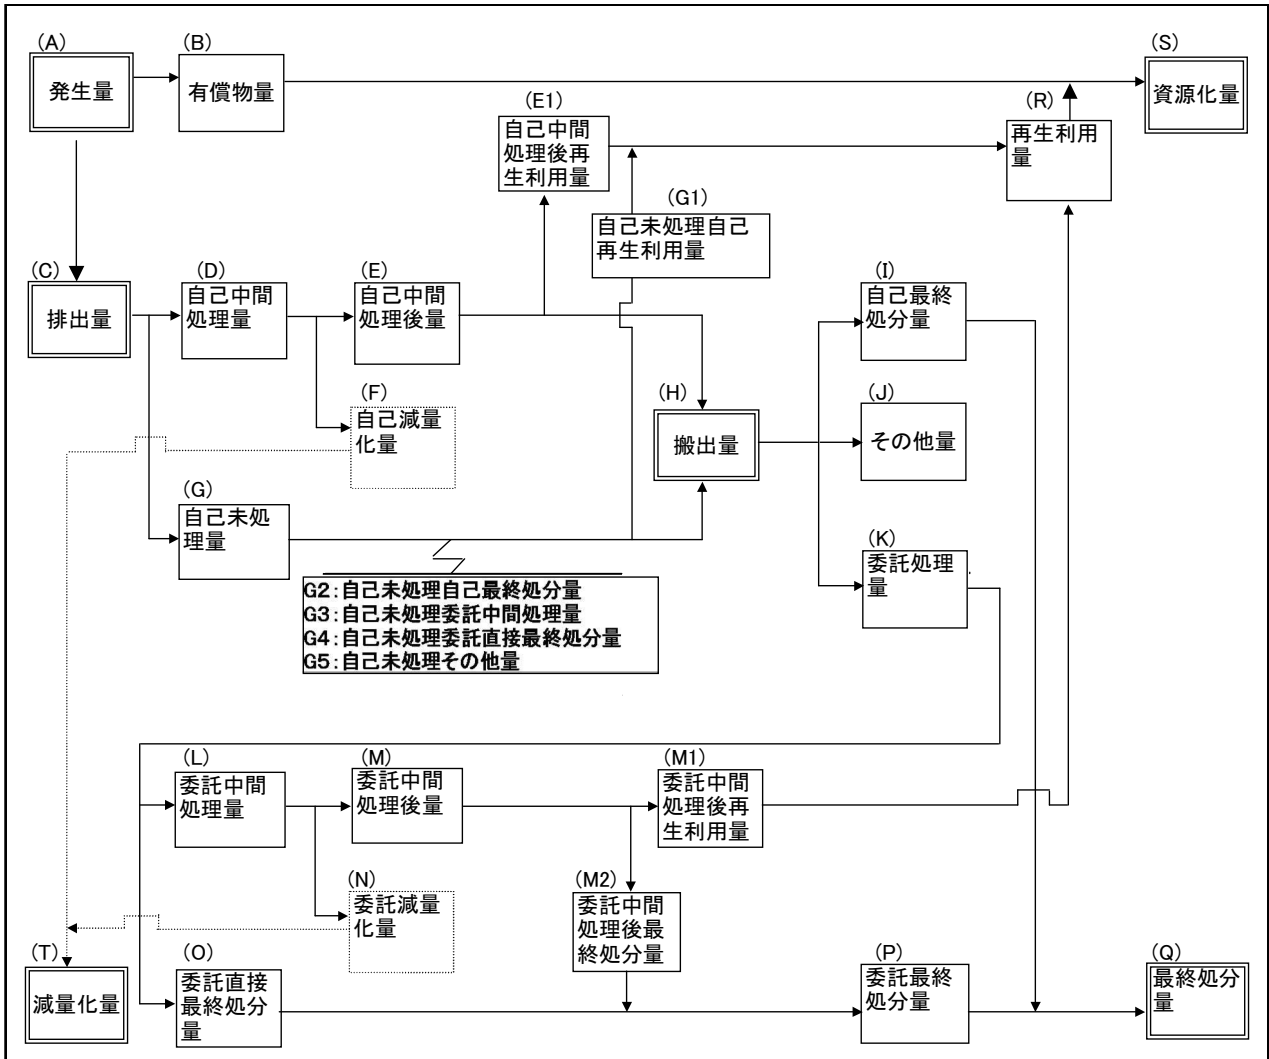 (A)
発生量
(B)
有償物量
(S)
資源化量
(E1)
自己中間
処理後再
生利用量
(R)
再生利用
量
(G1)
自己未処理自己
再生利用量
(C)
排出量
(D)
自己中間
処理量
(E)
自己中間
処理後量
(I)
自己最終
処分量
(F)
自己減量
化量
(H)
搬出量
(J)
その他量
(G)
自己未処
理量
(K)
委託処理
量
G2:自己未処理自己最終処分量
G3:自己未処理委託中間処理量
G4:自己未処理委託直接最終処分量
G5:自己未処理その他量
(L)
委託中間
処理量
(M)
委託中間
処理後量
(M1)
委託中間
処理後再
生利用量
(N)
委託減量
化量
(M2)
委託中間
処理後最
終処分量
(T)
減量化量
(O)
委託直接
最終処分
量
(P)
委託最終
処分量
(Q)
最終処分
量